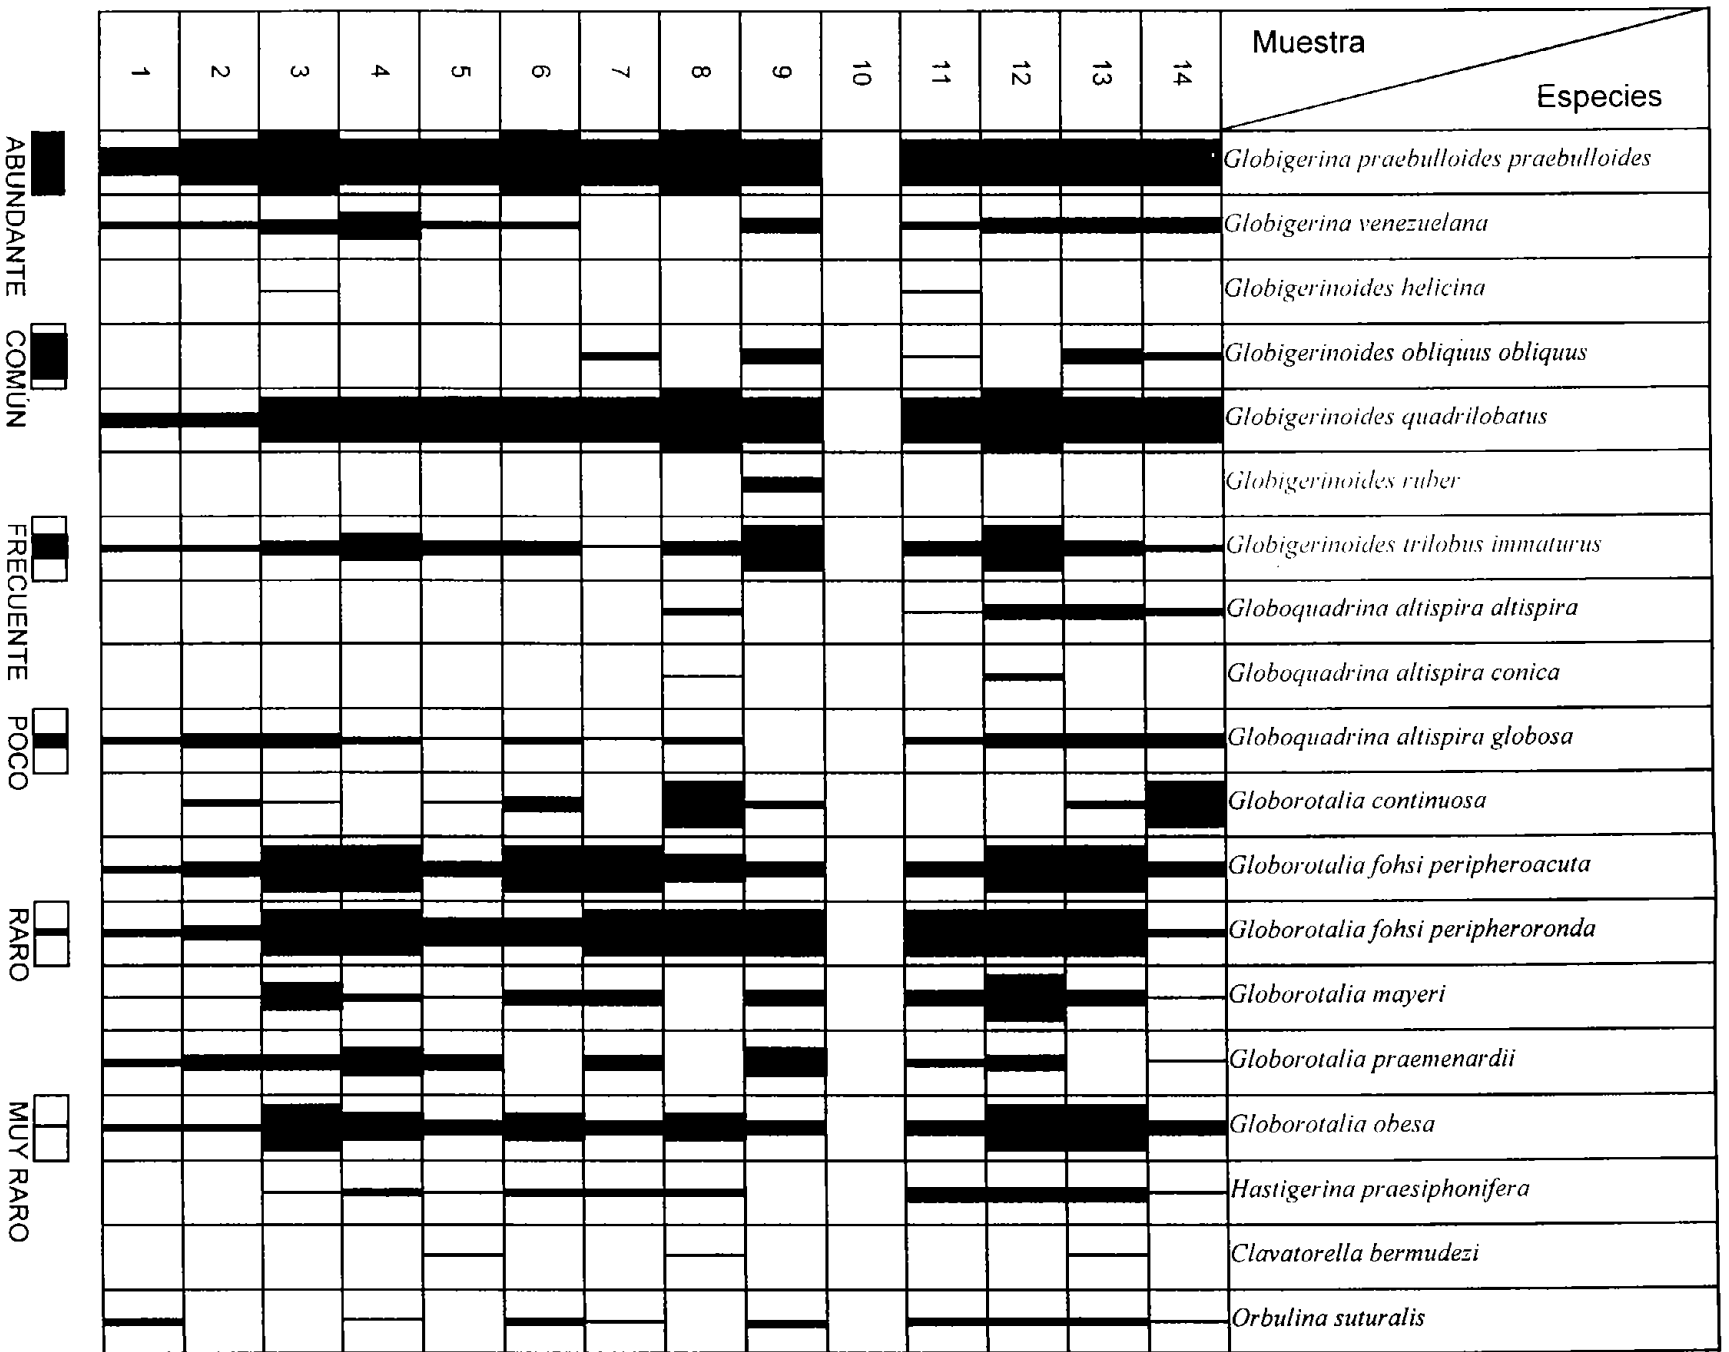 1
2
3
4
5
6
7
8
9
10
11
12
13
14
Muestra
Especies
Globigerina praebulloides praebulloides
Globigerina venezuelana
Globigerinoides helicina
Globigerinoides obliquus obliquus
Globigerinoides quadrilobatus
Globigerinoides ruber
Globigerinoides trilobus immaturus
Globoquadrina altispira altispira
Globoquadrina altispira conica
Globoquadrina altispira globosa
Globorotalia continuosa
Globorotalia fohsi peripheroacuta
Globorotalia fohsi peripheroronda
Globorotalia mayeri
Globorotalia praemenardii
Globorotalia obesa
Hastigerina praesiphonifera
Clavatorella bermudezi
Orbulina suturalis
ABUNDANTE
COMÚN
FRECUENTE
POCO
RARO
MUY RARO